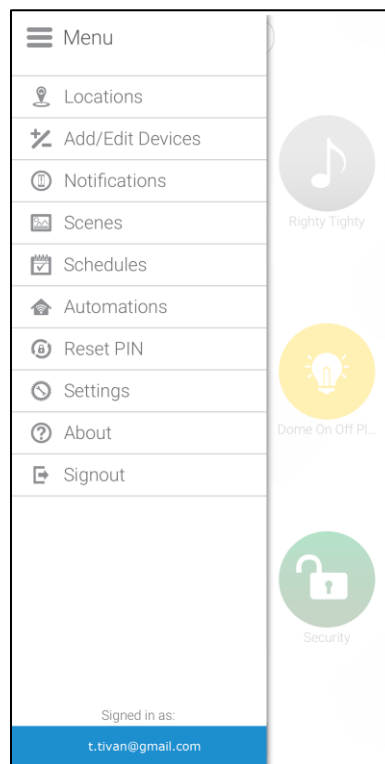 Menu
Locations
Add/Edit Devices
Notifications
Scenes
Schedules
Automations
Reset PIN
Settings
About
Signout
Signed in as:
t.tivan@gmail.com
Righty Tighty
Dome On Off Pl...
Security